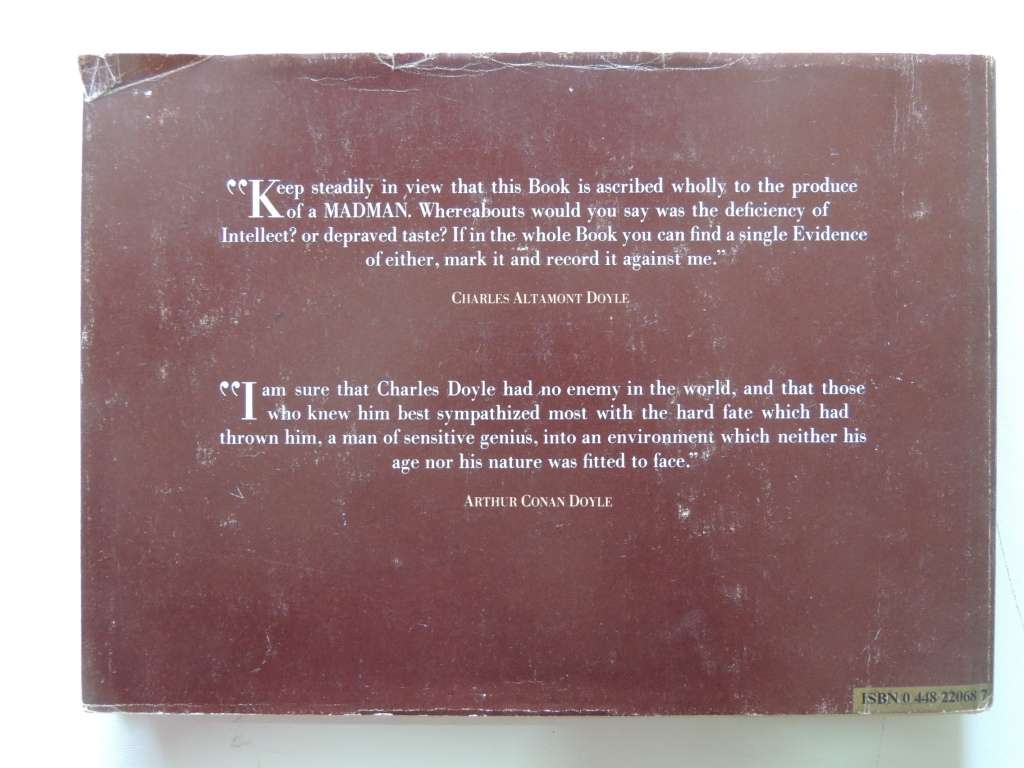 “Keep steadily in view that this Book is ascribed wholly to the produce
of a MADMAN. Whereabouts would you say was the deficiency of
Intellect? or depraved taste? If in the whole Book you can find a single Evidence
of either, mark it and record it against me.”
CHARLES ALTAMONT DOYLE
“I am sure that Charles Doyle had no enemy in the world, and that those
who knew him best sympathized most with the hard fate which had
thrown him, a man of sensitive genius, into an environment which neither his
age nor his nature was fitted to face.”
ARTHUR CONAN DOYLE
ISBN 0 448 22068 7